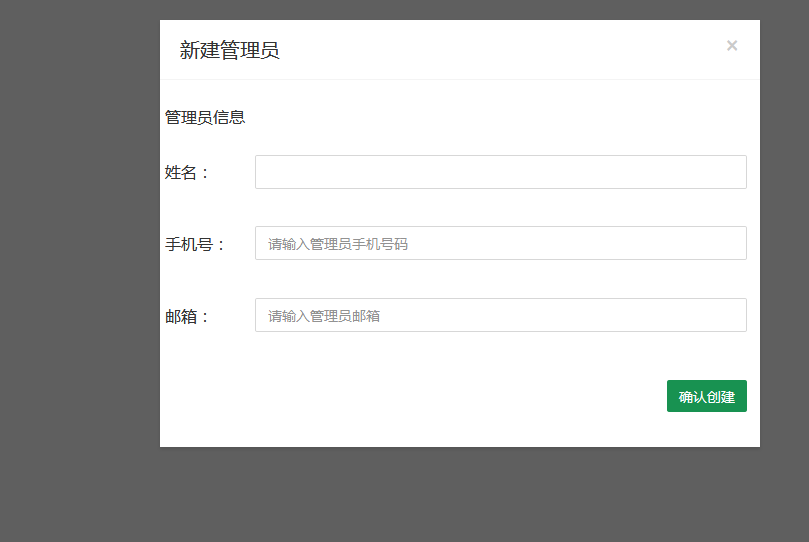 新建管理员
×
管理员信息
姓名：
手机号： 请输入管理员手机号码
邮箱： 请输入管理员邮箱
确认创建